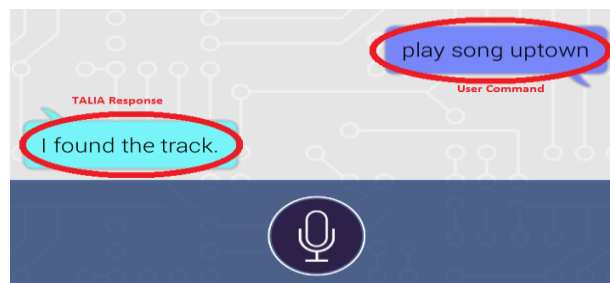 play song uptown
User Command
TALIA Response
I found the track.